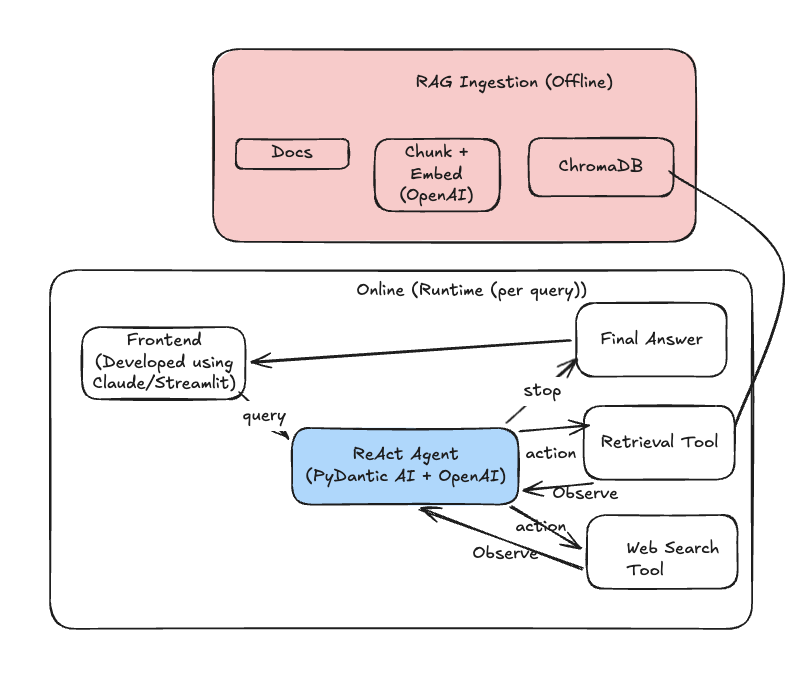 RAG Ingestion (Offline)
Docs
Chunk +
Embed
(OpenAI)
ChromaDB
Online (Runtime (per query))
Frontend
(Developed using
Claude/Streamlit)
Final Answer
stop
query
ReAct Agent
(PyDantic AI + OpenAI)
action
Retrieval Tool
Observe
action
Observe
Web Search
Tool